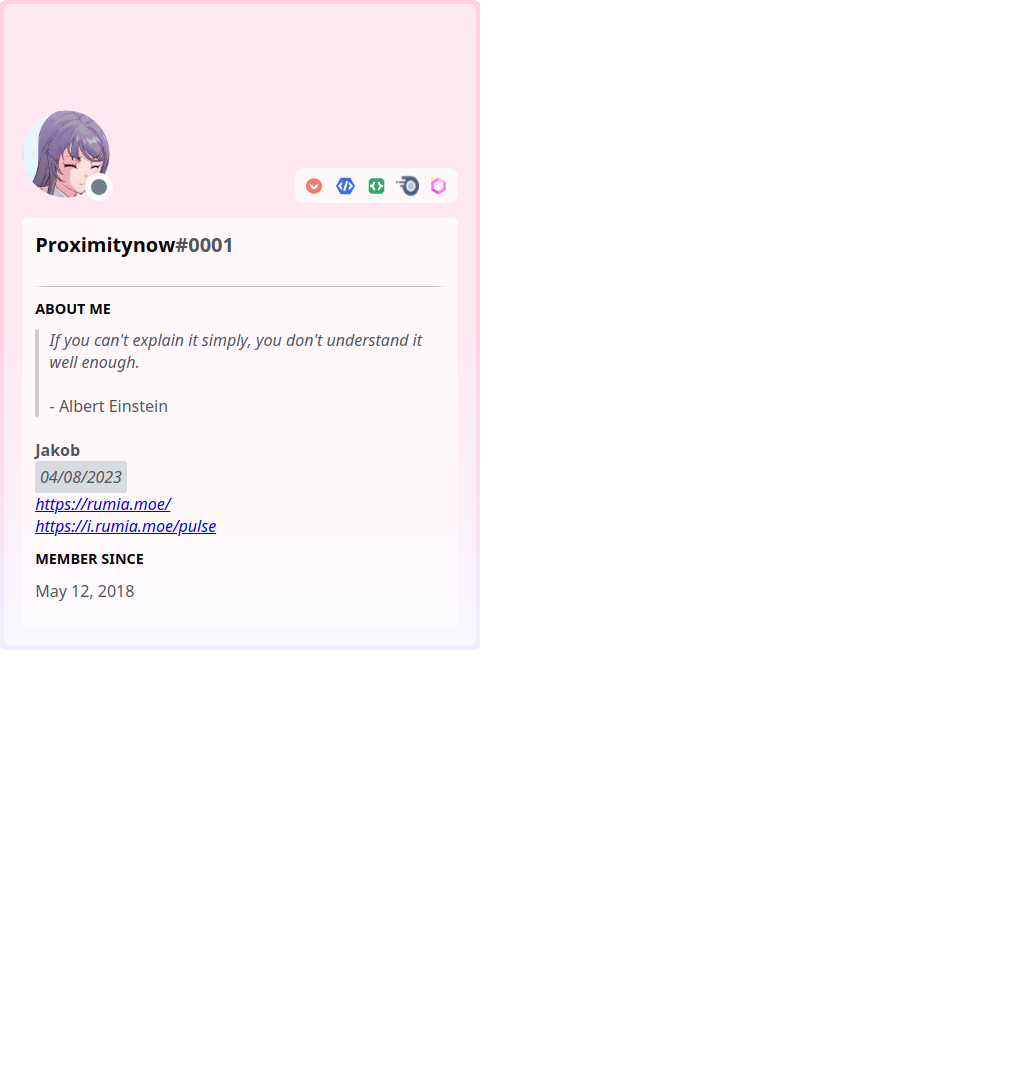 Proximitynow#0001
ABOUT ME
If you can't explain it simply, you don't understand it
well enough.
- Albert Einstein
Jakob
04/08/2023
https://rumia.moe/
https://i.rumia.moe/pulse
MEMBER SINCE
May 12, 2018